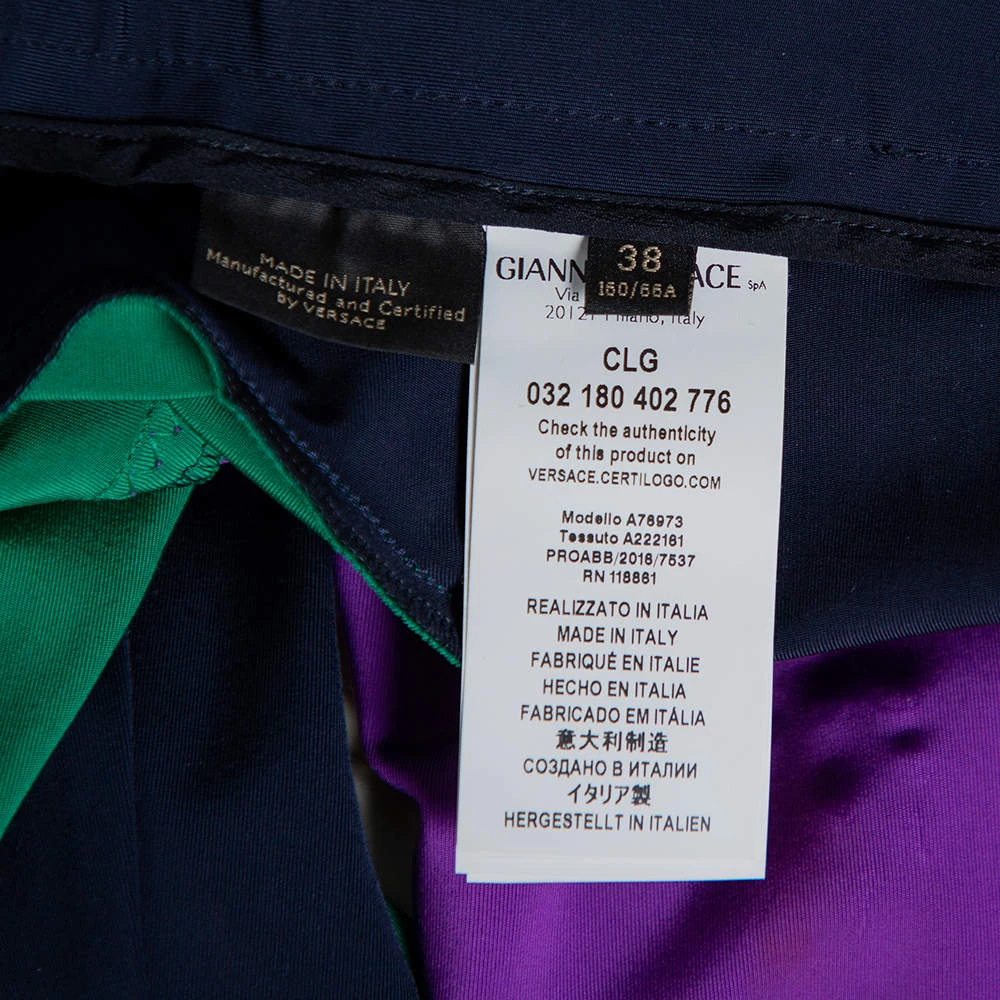 MADE IN ITALY
Manufactured and Certified
by VERSACE
38
160/66A
GIANN ACE SpA
Via
Italy
CLG
032 180 402 776
Check the authenticity
of this product on
VERSACE.CERTILOGO.COM
Modello A76973
Tessuto A222161
PROABB/2016/7537
RN 118861
REALIZZATO IN ITALIA
MADE IN ITALY
FABRIQUÉ EN ITALIE
HECHO EN ITALIA
FABRICADO EM ITÁLIA
意大利制造
СОЗДАНО В ИТАЛИИ
イタリア製
HERGESTELLT IN ITALIEN